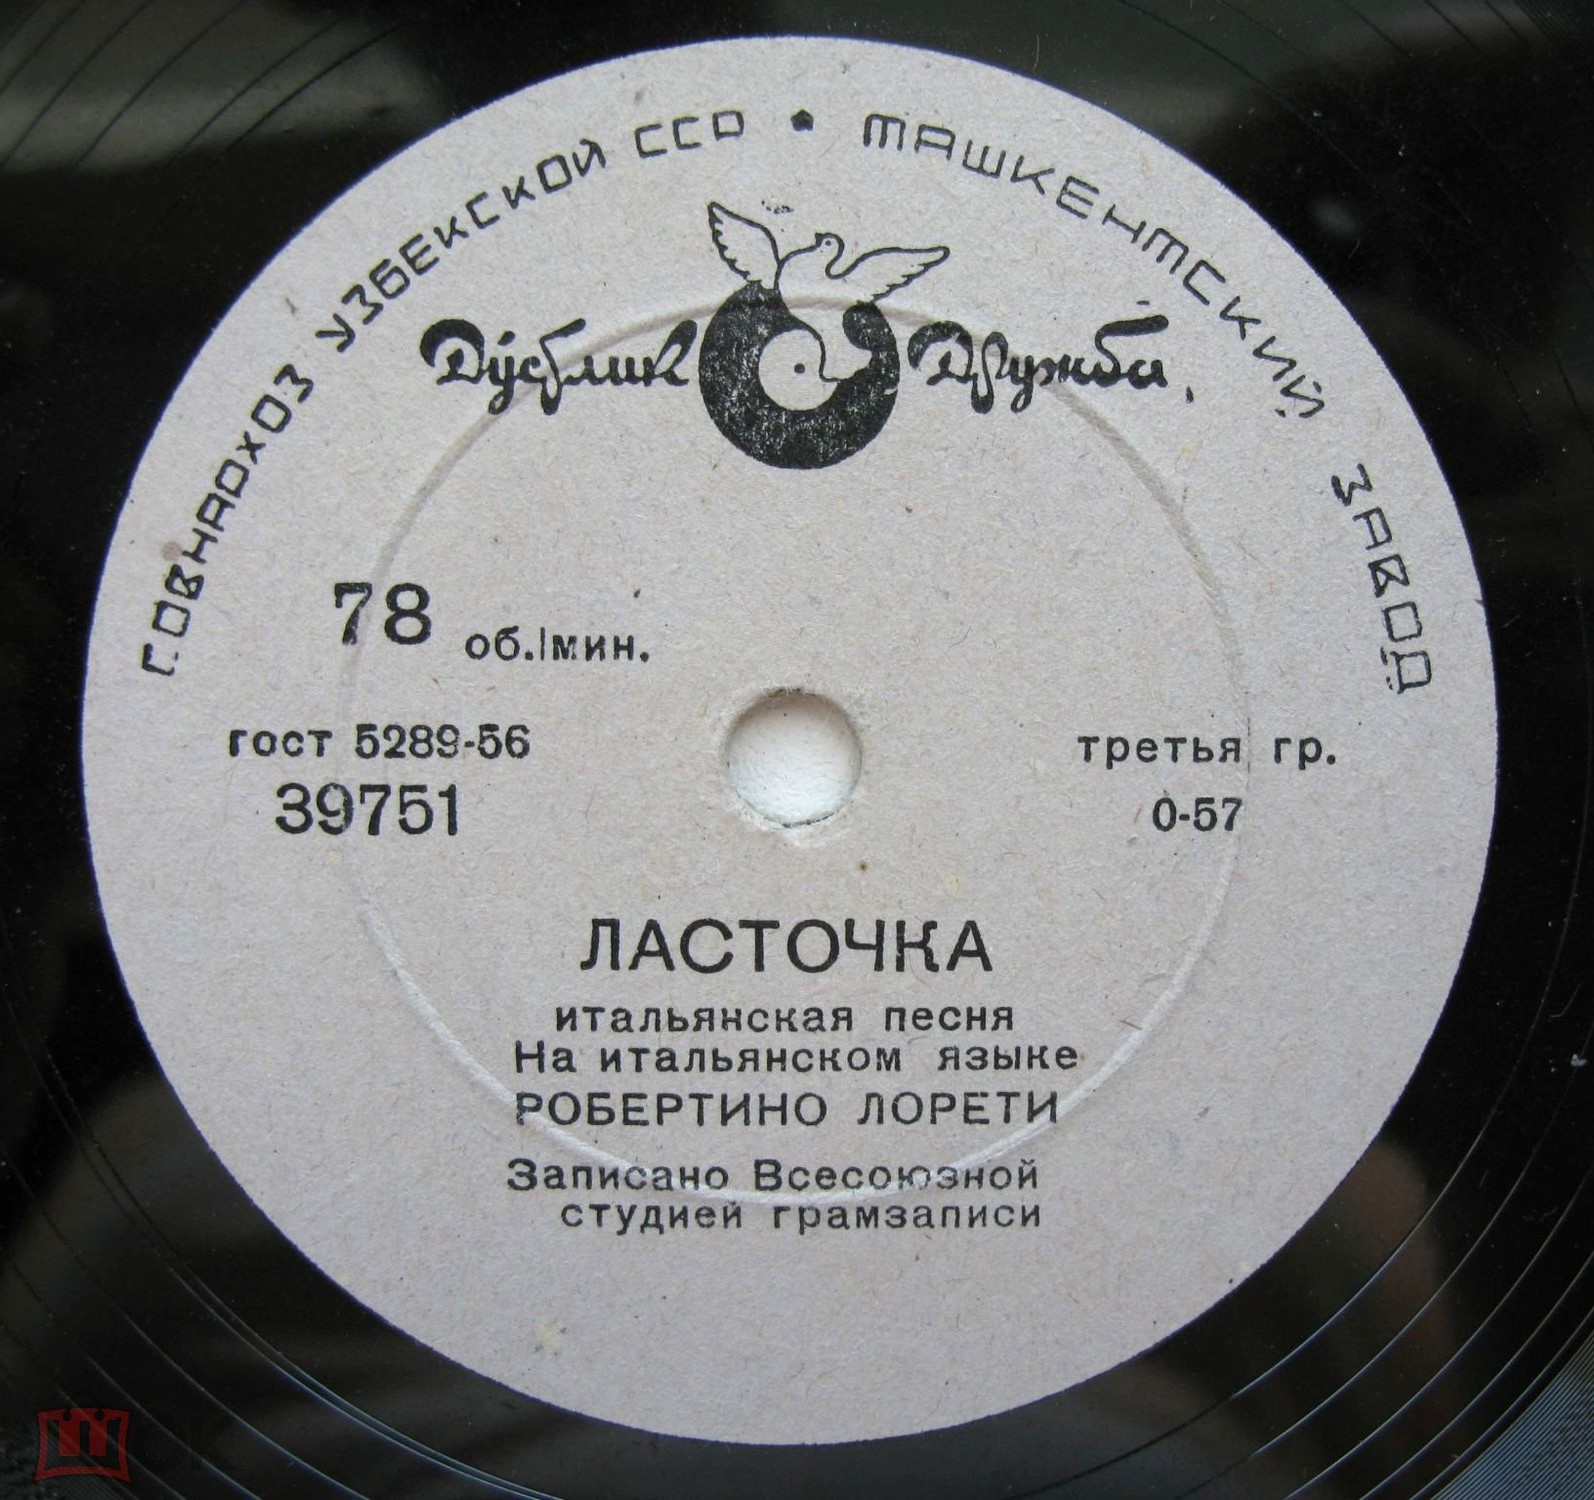 СОВНАРХОЗ УЗБЕКСКОЙ ССР • ТАШКЕНТСКИЙ ЗАВОД
Дўстлик Дружба
78 об./мин.
гост 5289-56
39751
третья гр.
0-57
ЛАСТОЧКА
итальянская песня
На итальянском языке
РОБЕРТИНО ЛОРЕТИ
Записано Всесоюзной
студией грамзаписи